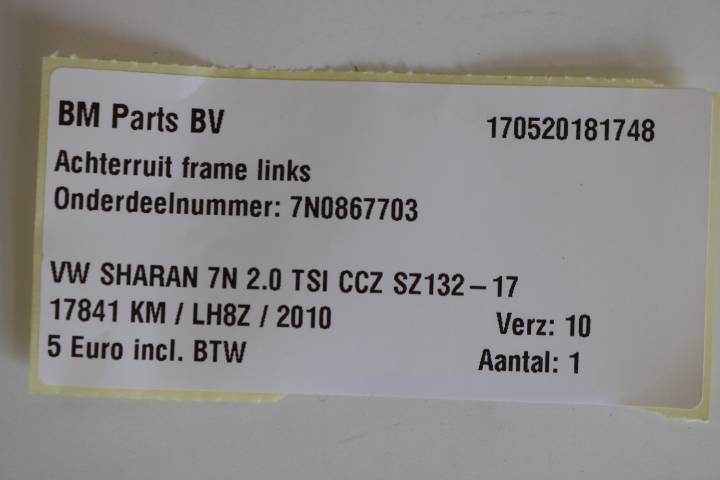 BM Parts BV 170520181748
Achterruit frame links
Onderdeelnummer: 7N0867703
VW SHARAN 7N 2.0 TSI CCZ SZ132-17
17841 KM / LH8Z / 2010 Verz: 10
5 Euro incl. BTW Aantal: 1